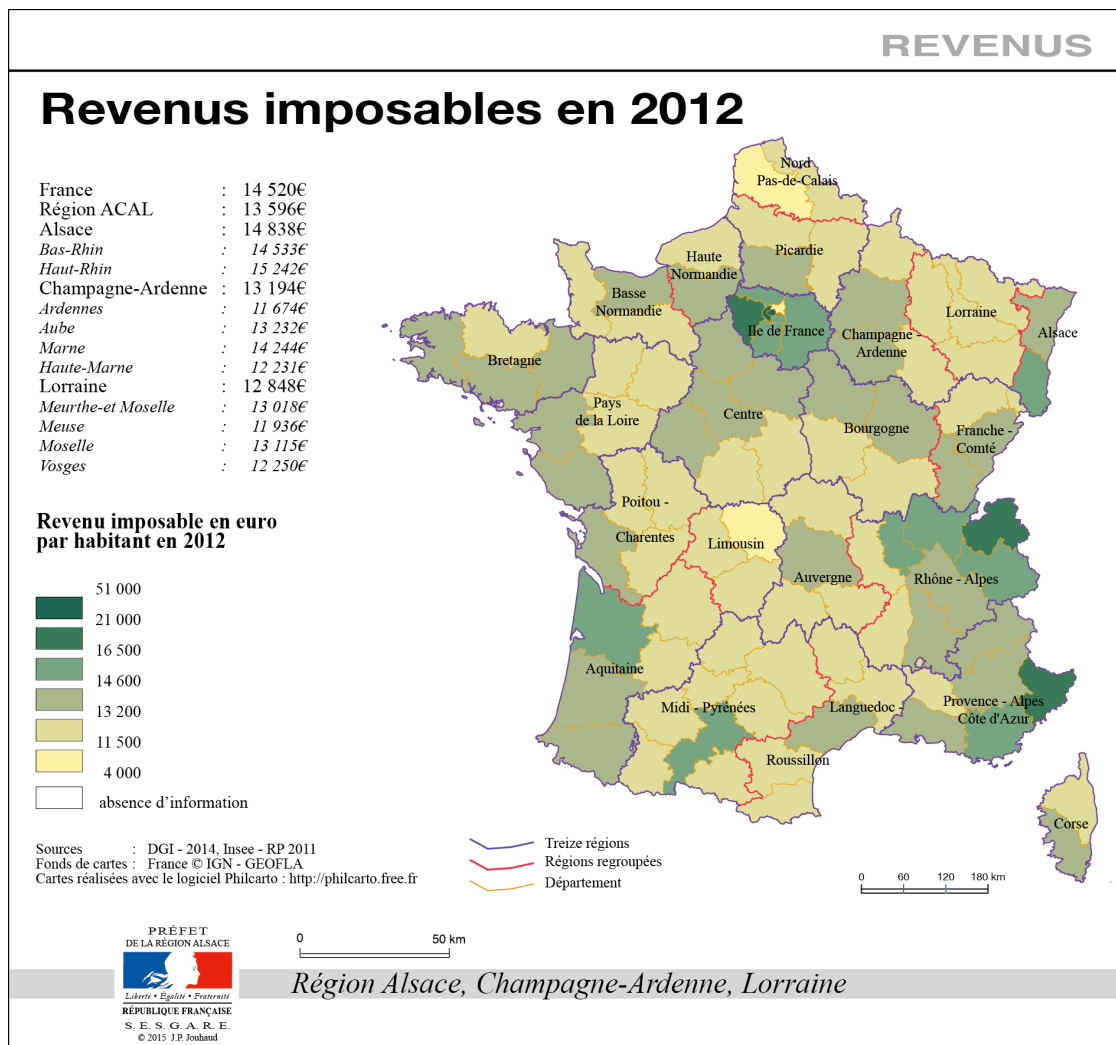 REVENUS
Revenus imposables en 2012
France : 14 520€
Région ACAL : 13 596€
Alsace : 14 838€
Bas-Rhin : 14 533€
Haut-Rhin : 15 242€
Champagne-Ardenne : 13 194€
Ardennes : 11 674€
Aube : 13 232€
Marne : 14 244€
Haute-Marne : 12 231€
Lorraine : 12 848€
Meurthe-et Moselle : 13 018€
Meuse : 11 936€
Moselle : 13 115€
Vosges : 12 250€
Revenu imposable en euro
par habitant en 2012
51 000
21 000
16 500
14 600
13 200
11 500
4 000
absence d’information
Nord
Pas-de-Calais
Picardie
Haute
Normandie
Basse
Normandie
Ile de France
Champagne -
Ardenne
Lorraine
Alsace
Bretagne
Pays
de la Loire
Centre
Bourgogne
Franche -
Comté
Poitou -
Charentes
Limousin
Auvergne
Rhône - Alpes
Aquitaine
Midi - Pyrénées
Languedoc -
Roussillon
Provence - Alpes
Côte d'Azur
Corse
Sources : DGI - 2014, Insee - RP 2011
Fonds de cartes : France © IGN - GEOFLA
Cartes réalisées avec le logiciel Philcarto : http://philcarto.free.fr
Treize régions
Régions regroupées
Département
0 60 120 180 km
0 50 km
PRÉFET
DE LA RÉGION ALSACE
Liberté • Égalité • Fraternité
RÉPUBLIQUE FRANÇAISE
S. E. S. G. A. R. E.
© 2015 J.P. Jouhaud
Région Alsace, Champagne-Ardenne, Lorraine